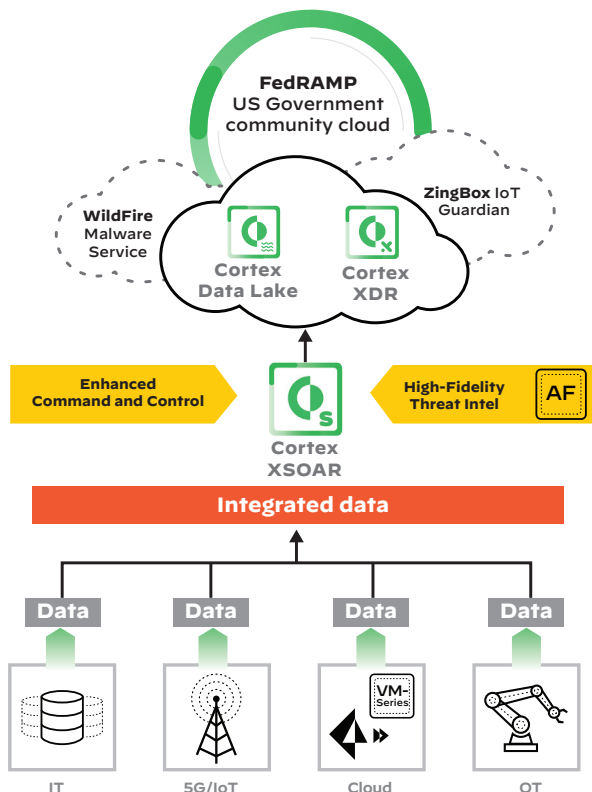 FedRAMP
US Government
community cloud
WildFire
Malware
Service
ZingBox IoT
Guardian
Cortex
Data Lake
Cortex
XDR
Enhanced
Command and Control
High-Fidelity
Threat Intel
AF
S
Cortex
XSOAR
Integrated data
Data
Data
Data
Data
VM-
Series
IT
5G/IoT
Cloud
OT